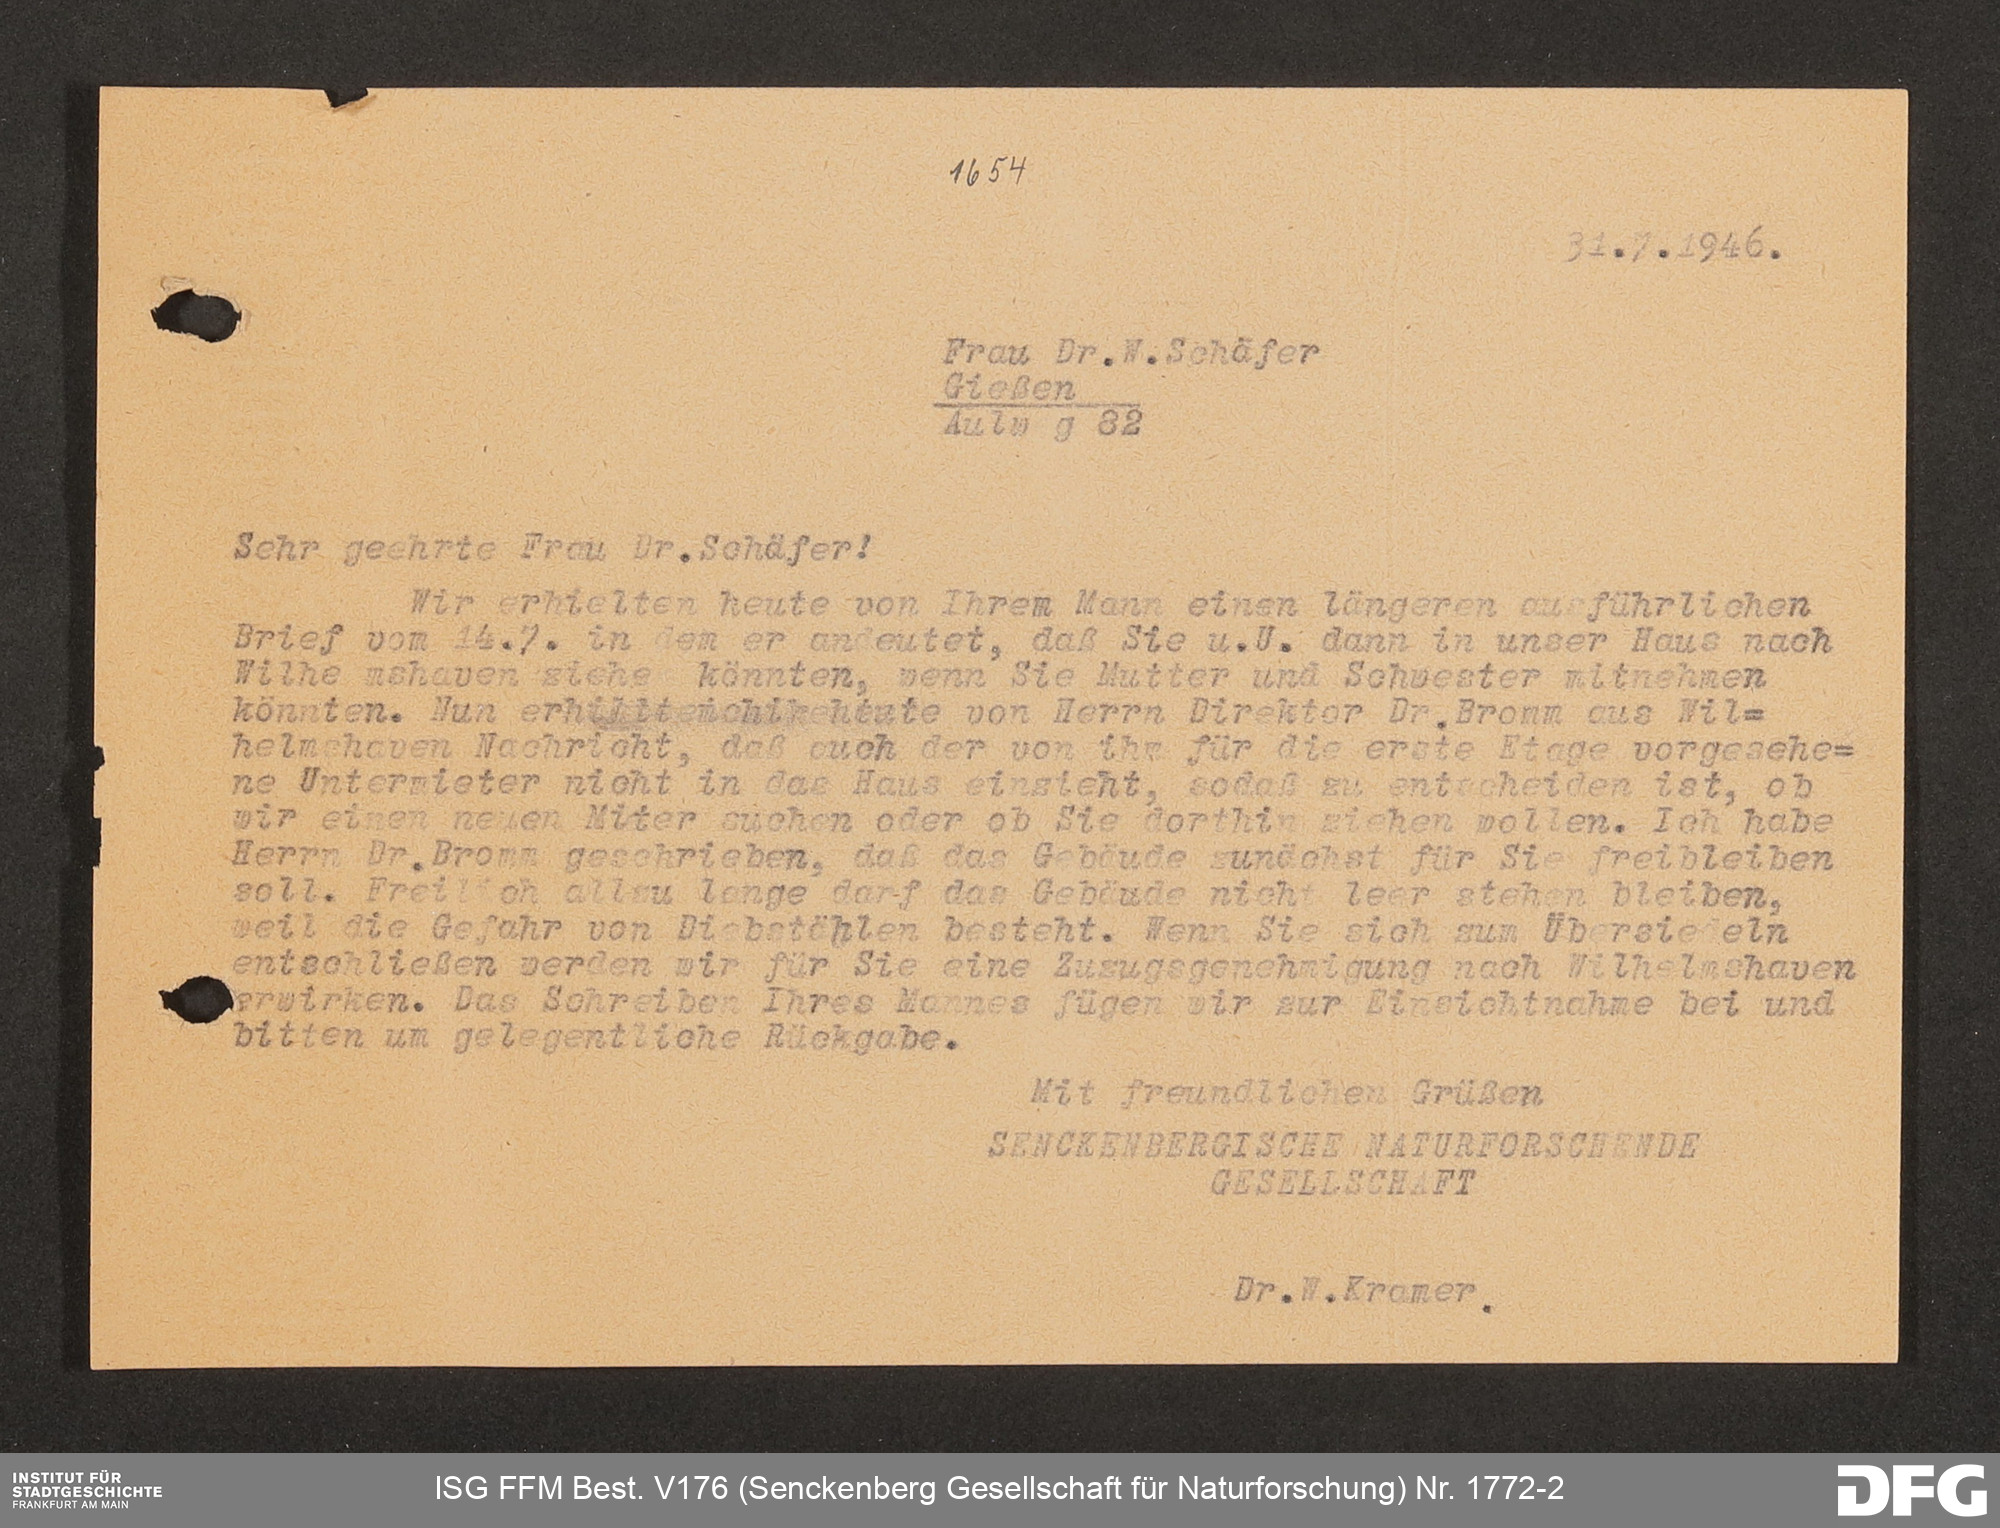 1654
31.7.1946.
Frau Dr.W.Schäfer
Gießen
Aulw g 82
Sehr geehrte Frau Dr.Schäfer!
Wir erhielten heute von Ihrem Mann einen längeren ausführlichen
Brief vom 14.7. in dem er andeutet, daß Sie u.U. dann in unser Haus nach
Wilhe mshaven ziehe könnten, wenn Sie Mutter und Schwester mitnehmen
könnten. Nun heute von Herrn Direktor Dr.Bromm aus Wil=
helmshaven Nachricht, daß auch der von ihm für die erste Etage vorgesehe=
ne Untermieter nicht in das Haus einzieht, sodaß zu entscheiden ist, ob
wir einen neuen Miter suchen oder ob Sie dorthin ziehen wollen. Ich habe
Herrn Dr.Bromm geschrieben, daß das Gebäude zunächst für Sie freibleiben
soll. Freilich allzu lange darf das Gebäude nicht leer stehen bleiben,
weil die Gefahr von Diebstählen besteht. Wenn Sie sich zum Übersiedeln
entschließen werden wir für Sie eine Zuzugsgenehmigung nach Wilhelmshaven
erwirken. Das Schreiben Ihres Mannes fügen wir zur Einsichtnahme bei und
bitten um gelegentliche Rückgabe.
Mit freundlichen Grüßen
SENCKENBERGISCHE NATURFORSCHENDE
GESELLSCHAFT
Dr.W.Kramer.
INSTITUT FÜR
STADTGESCHICHTE
FRANKFURT AM MAIN
ISG FFM Best. V176 (Senckenberg Gesellschaft für Naturforschung) Nr. 1772-2
DFG